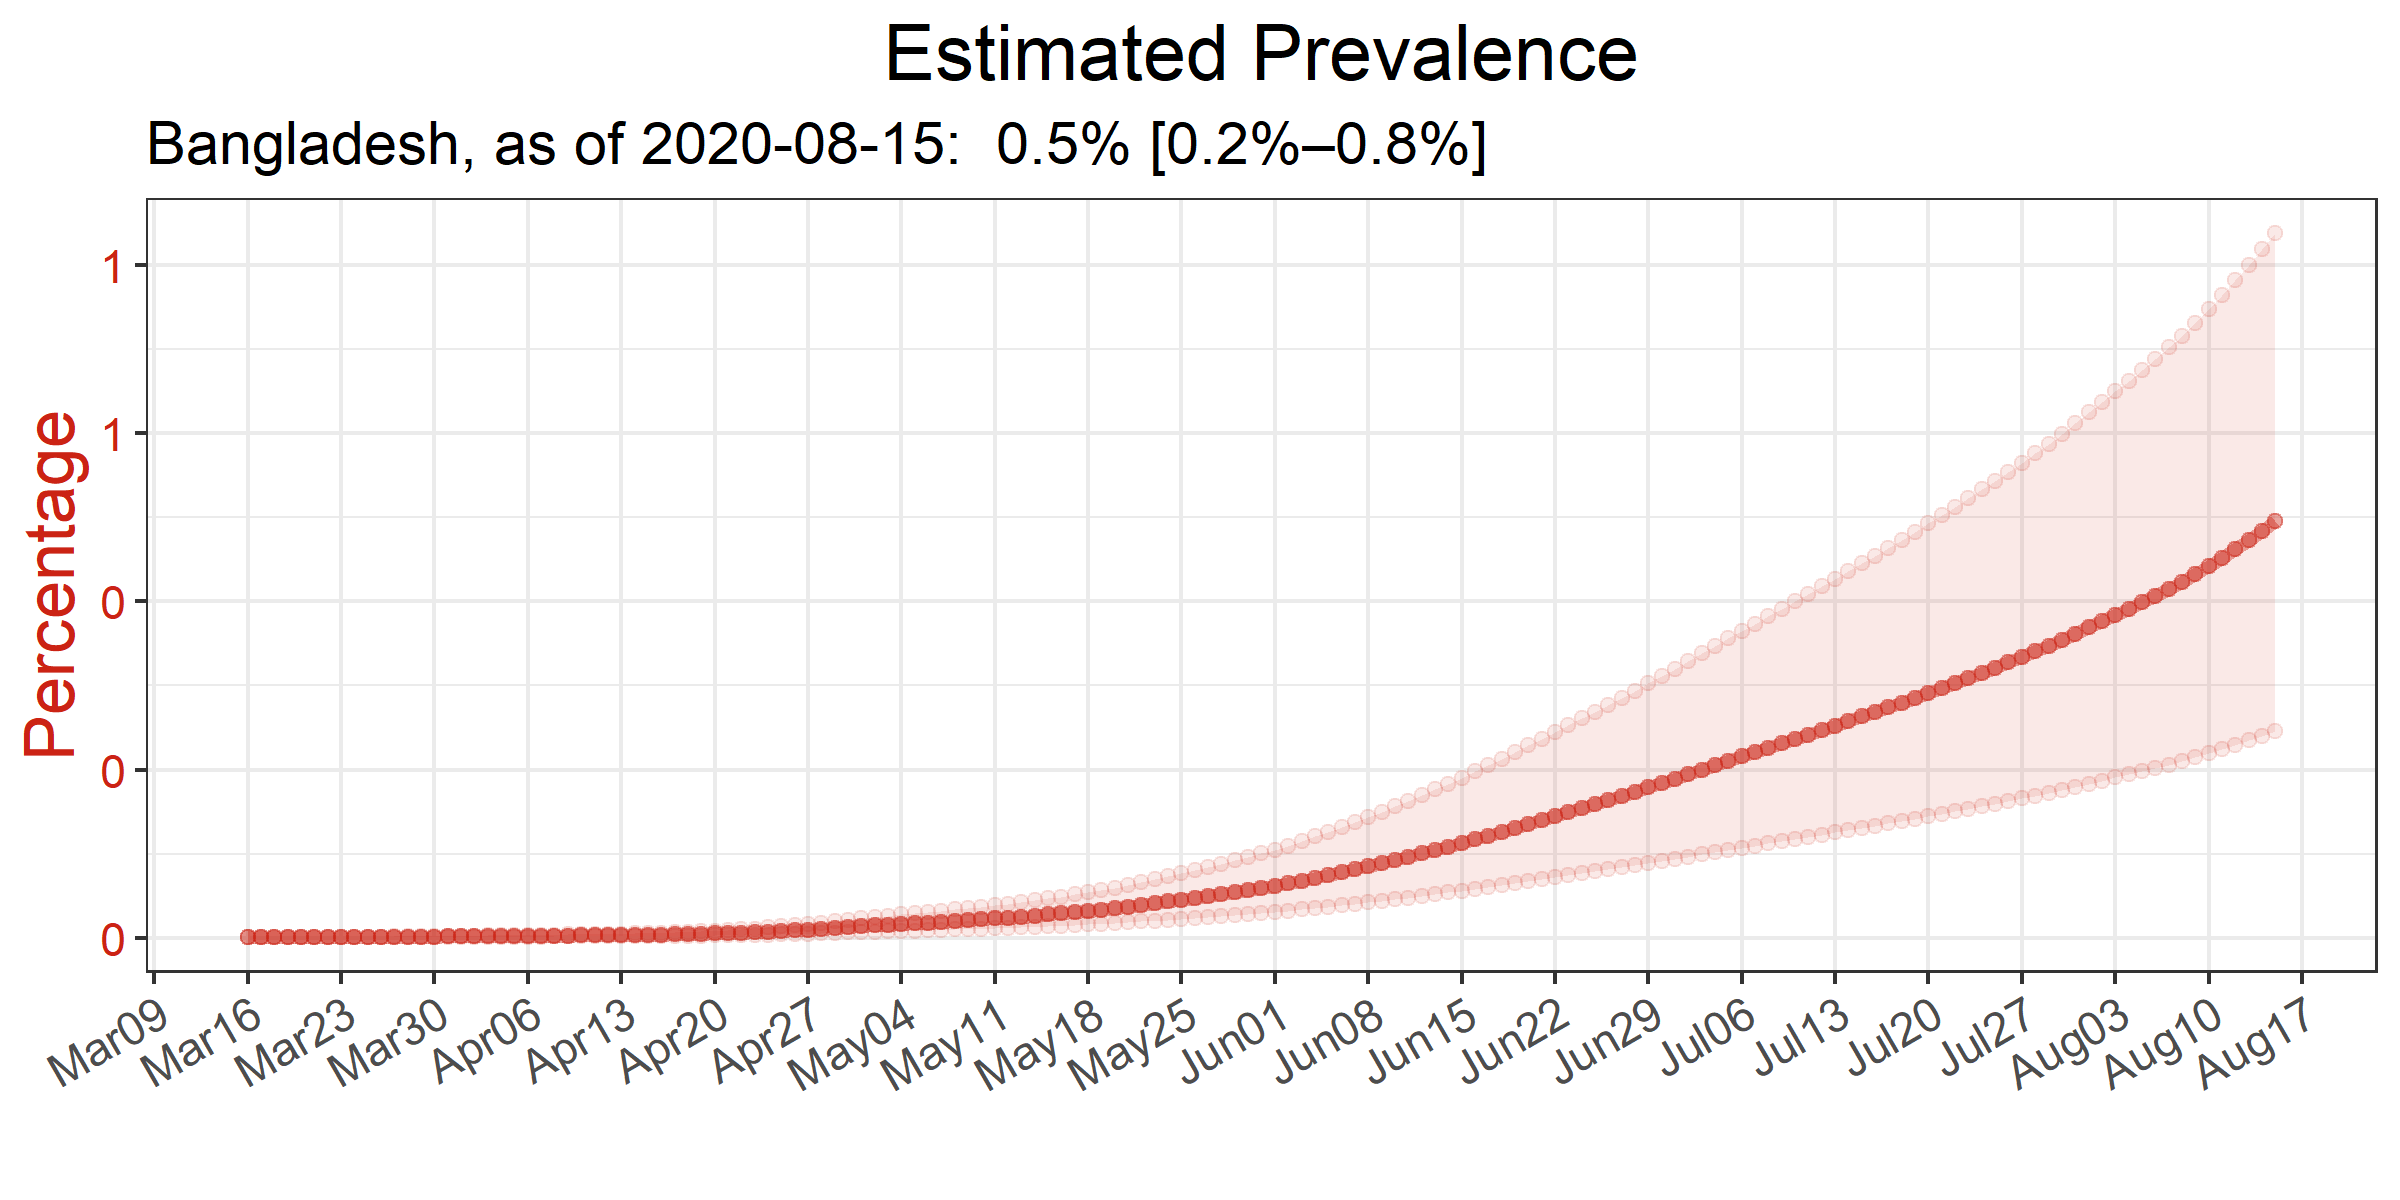 Estimated Prevalence
Bangladesh, as of 2020-08-15:  0.5% [0.2%–0.8%]
Percentage
1
1
0
0
0
Mar09
Mar16
Mar23
Mar30
Apr06
Apr13
Apr20
Apr27
May04
May11
May18
May25
Jun01
Jun08
Jun15
Jun22
Jun29
Jul06
Jul13
Jul20
Jul27
Aug03
Aug10
Aug17